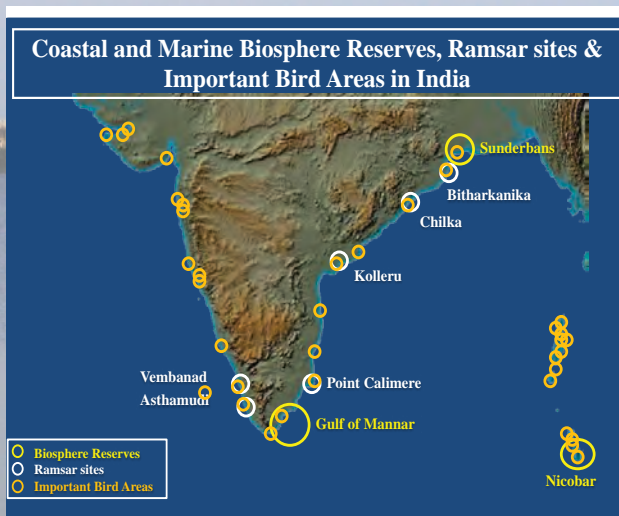 Coastal and Marine Biosphere Reserves, Ramsar sites &
Important Bird Areas in India
Sunderbans
Bitharkanika
Chilka
Kolleru
Vembanad
Point Calimere
Asthamudi
Gulf of Mannar
Biosphere Reserves
Ramsar sites
Important Bird Areas
Nicobar